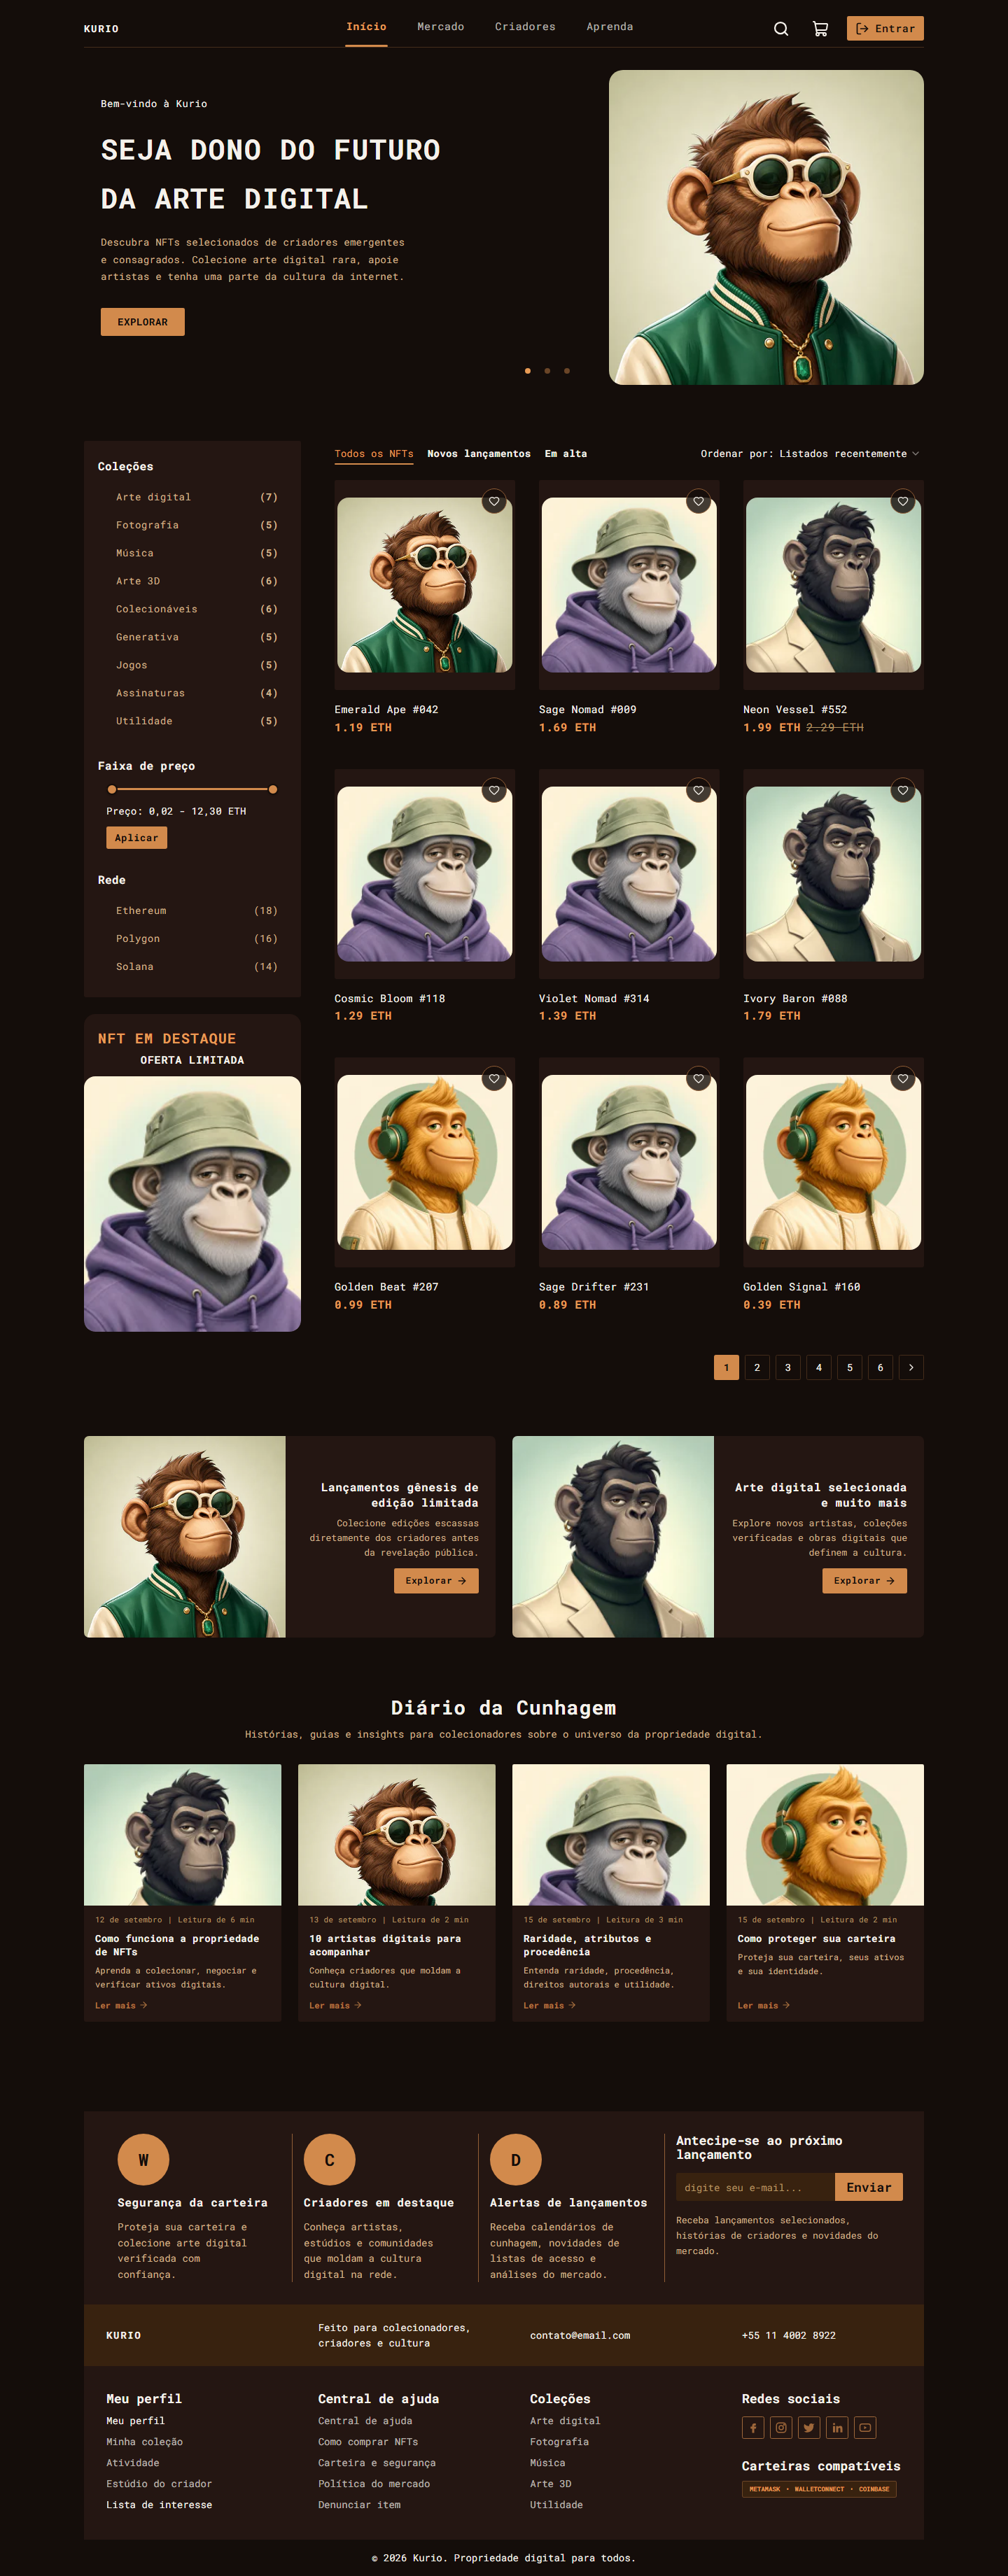 KURIO
Início
Mercado
Criadores
Aprenda
Entrar
Bem-vindo à Kurio
SEJA DONO DO FUTURO
DA ARTE DIGITAL
Descubra NFTs selecionados de criadores emergentes
e consagrados. Colecione arte digital rara, apoie
artistas e tenha uma parte da cultura da internet.
EXPLORAR
Coleções
Arte digital (7)
Fotografia (5)
Música (5)
Arte 3D (6)
Colecionáveis (6)
Generativa (5)
Jogos (5)
Assinaturas (4)
Utilidade (5)
Faixa de preço
Preço: 0,02 - 12,30 ETH
Aplicar
Rede
Ethereum (18)
Polygon (16)
Solana (14)
NFT EM DESTAQUE
OFERTA LIMITADA
Todos os NFTs
Novos lançamentos
Em alta
Ordenar por: Listados recentemente
Emerald Ape #042
1.19 ETH
Sage Nomad #009
1.69 ETH
Neon Vessel #552
1.99 ETH 2.29 ETH
Cosmic Bloom #118
1.29 ETH
Violet Nomad #314
1.39 ETH
Ivory Baron #088
1.79 ETH
Golden Beat #207
0.99 ETH
Sage Drifter #231
0.89 ETH
Golden Signal #160
0.39 ETH
1
2
3
4
5
6
Lançamentos gênesis de
edição limitada
Colecione edições escassas
diretamente dos criadores antes
da revelação pública.
Explorar
Arte digital selecionada
e muito mais
Explore novos artistas, coleções
verificadas e obras digitais que
definem a cultura.
Explorar
Diário da Cunhagem
Histórias, guias e insights para colecionadores sobre o universo da propriedade digital.
12 de setembro | Leitura de 6 min
Como funciona a propriedade
de NFTs
Aprenda a colecionar, negociar e
verificar ativos digitais.
Ler mais
13 de setembro | Leitura de 2 min
10 artistas digitais para
acompanhar
Conheça criadores que moldam a
cultura digital.
Ler mais
15 de setembro | Leitura de 3 min
Raridade, atributos e
procedência
Entenda raridade, procedência,
direitos autorais e utilidade.
Ler mais
15 de setembro | Leitura de 2 min
Como proteger sua carteira
Proteja sua carteira, seus ativos
e sua identidade.
Ler mais
W
Segurança da carteira
Proteja sua carteira e
colecione arte digital
verificada com
confiança.
C
Criadores em destaque
Conheça artistas,
estúdios e comunidades
que moldam a cultura
digital na rede.
D
Alertas de lançamentos
Receba calendários de
cunhagem, novidades de
listas de acesso e
análises do mercado.
Antecipe-se ao próximo
lançamento
digite seu e-mail...
Enviar
Receba lançamentos selecionados,
histórias de criadores e novidades do
mercado.
KURIO
Feito para colecionadores,
criadores e cultura
contato@email.com
+55 11 4002 8922
Meu perfil
Meu perfil
Minha coleção
Atividade
Estúdio do criador
Lista de interesse
Central de ajuda
Central de ajuda
Como comprar NFTs
Carteira e segurança
Política do mercado
Denunciar item
Coleções
Arte digital
Fotografia
Música
Arte 3D
Utilidade
Redes sociais
Carteiras compatíveis
METAMASK • WALLETCONNECT • COINBASE
© 2026 Kurio. Propriedade digital para todos.